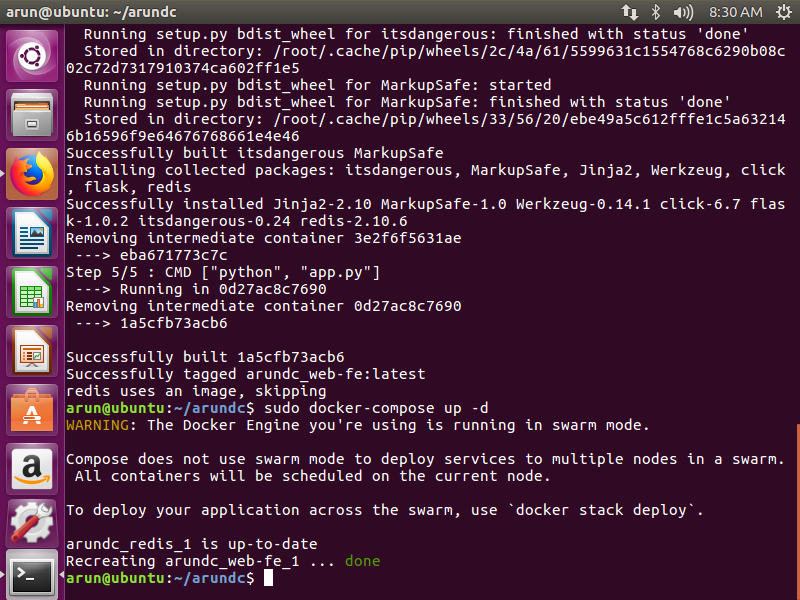 arun@ubuntu: ~/arundc
8:30 AM
Running setup.py bdist_wheel for itsdangerous: finished with status 'done'
Stored in directory: /root/.cache/pip/wheels/2c/4a/61/5599631c1554768c6290b08c
02c72d7317910374ca602ff1e5
Running setup.py bdist_wheel for MarkupSafe: started
Running setup.py bdist_wheel for MarkupSafe: finished with status 'done'
Stored in directory: /root/.cache/pip/wheels/33/56/20/ebe49a5c612fffe1c5a63214
6b16596f9e64676768661e4e46
Successfully built itsdangerous MarkupSafe
Installing collected packages: itsdangerous, MarkupSafe, Jinja2, Werkzeug, click
, flask, redis
Successfully installed Jinja2-2.10 MarkupSafe-1.0 Werkzeug-0.14.1 click-6.7 flas
k-1.0.2 itsdangerous-0.24 redis-2.10.6
Removing intermediate container 3e2f6f5631ae
---> eba671773c7c
Step 5/5 : CMD ["python", "app.py"]
---> Running in 0d27ac8c7690
Removing intermediate container 0d27ac8c7690
---> 1a5cfb73acb6
Successfully built 1a5cfb73acb6
Successfully tagged arundc_web-fe:latest
redis uses an image, skipping
arun@ubuntu:~/arundc$ sudo docker-compose up -d
WARNING: The Docker Engine you're using is running in swarm mode.
Compose does not use swarm mode to deploy services to multiple nodes in a swarm.
All containers will be scheduled on the current node.
To deploy your application across the swarm, use `docker stack deploy`.
arundc_redis_1 is up-to-date
Recreating arundc_web-fe_1 ... done
arun@ubuntu:~/arundc$